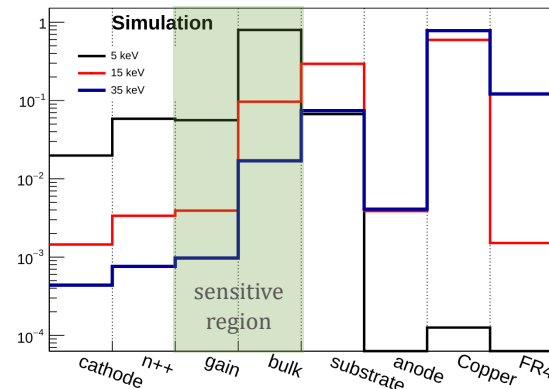 Simulation
1
5 keV
15 keV
35 keV
10⁻¹
10⁻²
10⁻³
10⁻⁴
sensitive
region
cathode
n++
gain
bulk
substrate
anode
Copper
FR4